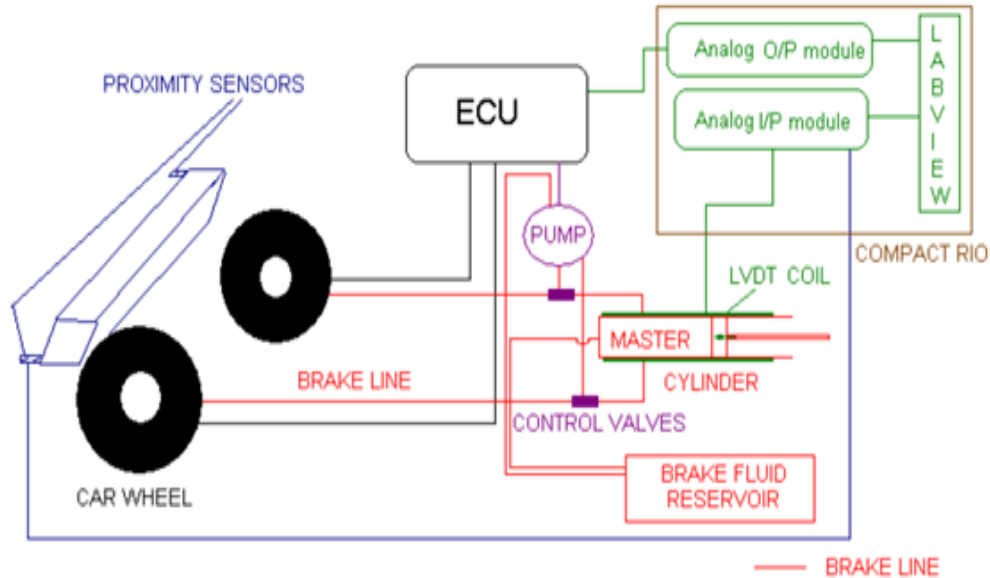 PROXIMITY SENSORS
ECU
Analog O/P module
Analog I/P module
LABVIEW
COMPACT RIO
PUMP
LVDT COIL
MASTER
CYLINDER
BRAKE LINE
CONTROL VALVES
BRAKE FLUID
RESERVOIR
CAR WHEEL
BRAKE LINE